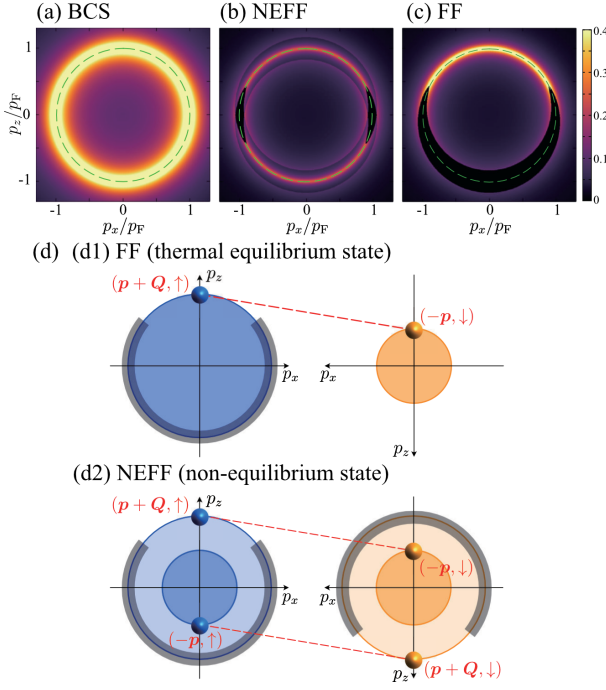 (a) BCS
(b) NEFF
(c) FF
p_z/p_F
1
0
-1
-1 0 1
-1 0 1
-1 0 1
p_x/p_F
p_x/p_F
p_x/p_F
0.4
0.3
0.2
0.1
0
(d) (d1) FF (thermal equilibrium state)
(p + Q, ↑)
p_z
(−p, ↓)
p_x
p_x
p_z
(d2) NEFF (non-equilibrium state)
(p + Q, ↑)
p_z
(−p, ↓)
p_x
p_x
(−p, ↑)
p_z
(p + Q, ↓)